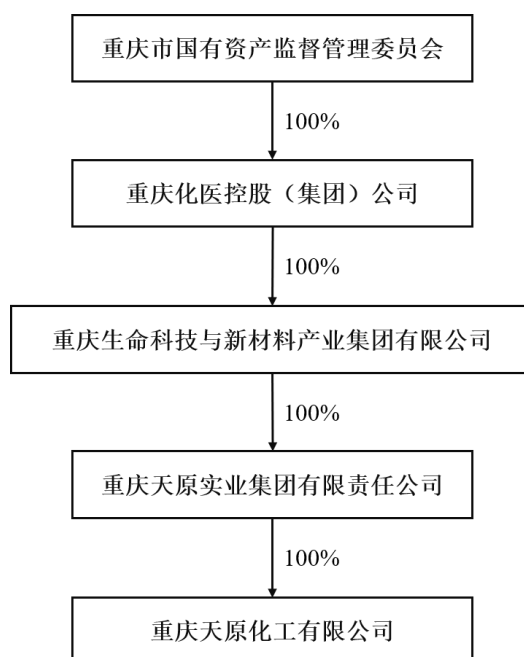 重庆市国有资产监督管理委员会
100%
重庆化医控股（集团）公司
100%
重庆生命科技与新材料产业集团有限公司
100%
重庆天原实业集团有限责任公司
100%
重庆天原化工有限公司